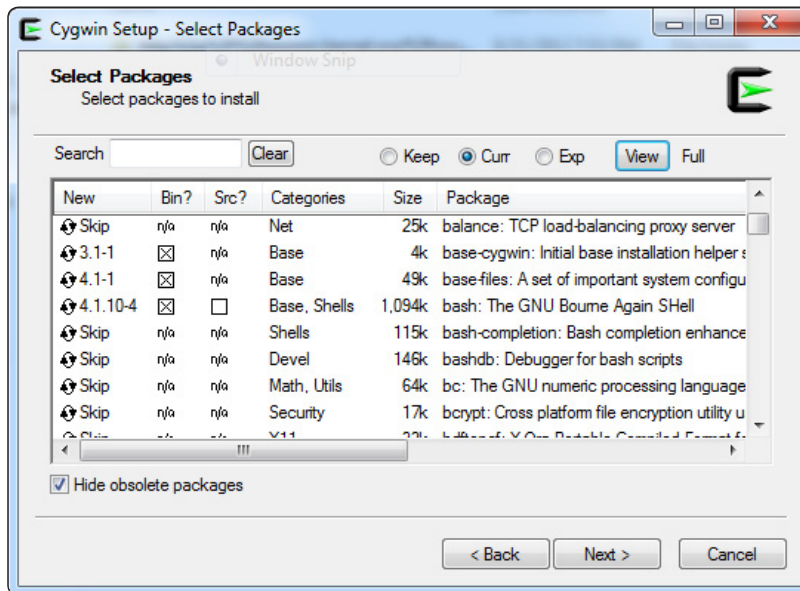 Cygwin Setup - Select Packages
Window Snip
Select Packages
Select packages to install
Search Clear Keep Curr Exp View Full
New Bin? Src? Categories Size Package
Skip n/a n/a Net 25k balance: TCP load-balancing proxy server
3.1-1 n/a Base 4k base-cygwin: Initial base installation helper s
4.1-1 n/a Base 49k base-files: A set of important system configu
4.1.10-4 Base, Shells 1,094k bash: The GNU Bourne Again SHell
Skip n/a n/a Shells 115k bash-completion: Bash completion enhance
Skip n/a n/a Devel 146k bashdb: Debugger for bash scripts
Skip n/a n/a Math, Utils 64k bc: The GNU numeric processing language
Skip n/a n/a Security 17k bcrypt: Cross platform file encryption utility u
Skip n/a n/a X11
Hide obsolete packages
< Back Next > Cancel